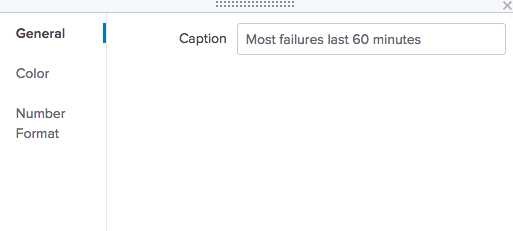 General
Caption
Most failures last 60 minutes
Color
Number
Format